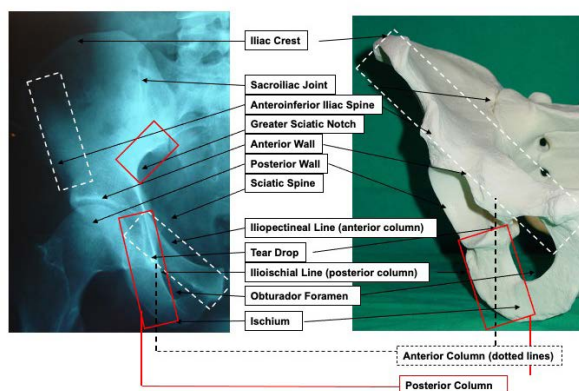 Iliac Crest
Sacroiliac Joint
Anteroinferior Iliac Spine
Greater Sciatic Notch
Anterior Wall
Posterior Wall
Sciatic Spine
Iliopectineal Line (anterior column)
Tear Drop
Ilioischial Line (posterior column)
Obturador Foramen
Ischium
Anterior Column (dotted lines)
Posterior Column